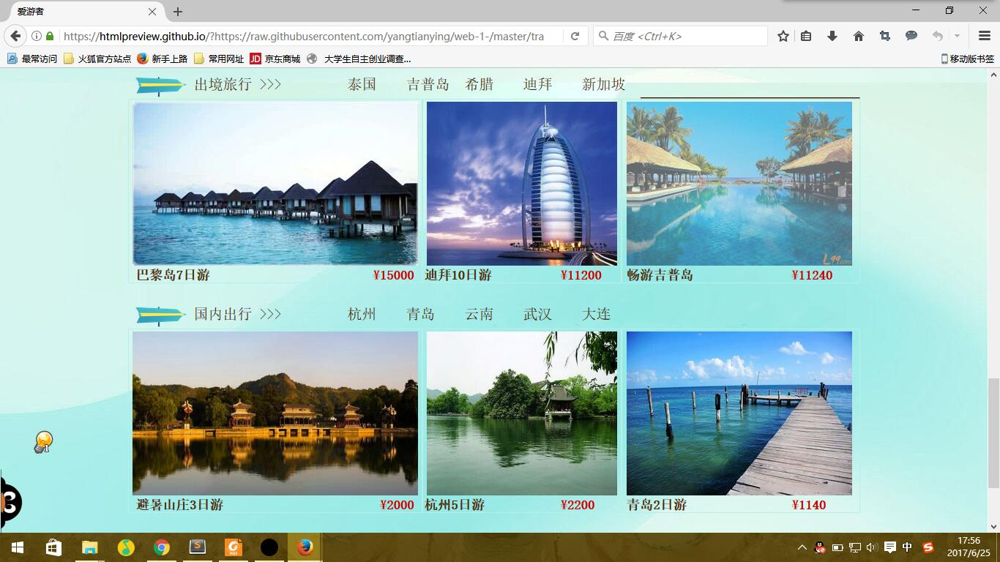 爱游者
https://htmlpreview.github.io/?https://raw.githubusercontent.com/yangtianying/web-1-/master/tra
百度 <Ctrl+K>
最常访问 火狐官方站点 新手上路 常用网址 JD 京东商城 大学生自主创业调查... 移动版书签
出境旅行 >>> 泰国 吉普岛 希腊 迪拜 新加坡
L99.com
巴黎岛7日游 ¥15000 迪拜10日游 ¥11200 畅游吉普岛 ¥11240
国内出行 >>> 杭州 青岛 云南 武汉 大连
避暑山庄3日游 ¥2000 杭州5日游 ¥2200 青岛2日游 ¥1140
1
中
17:56
2017/6/25